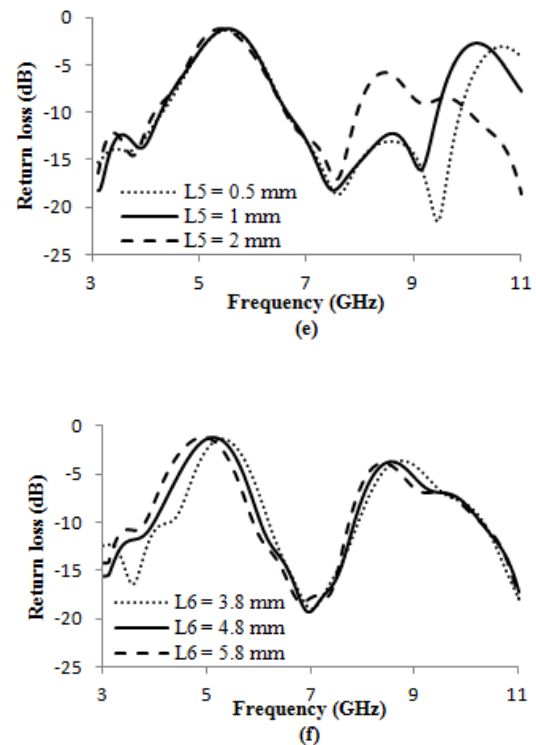 0
-5
-10
-15
-20
-25
Return loss (dB)
L5 = 0.5 mm
L5 = 1 mm
L5 = 2 mm
3 5 7 9 11
Frequency (GHz)
(e)
0
-5
-10
-15
-20
-25
Return loss (dB)
L6 = 3.8 mm
L6 = 4.8 mm
L6 = 5.8 mm
3 5 7 9 11
Frequency (GHz)
(f)